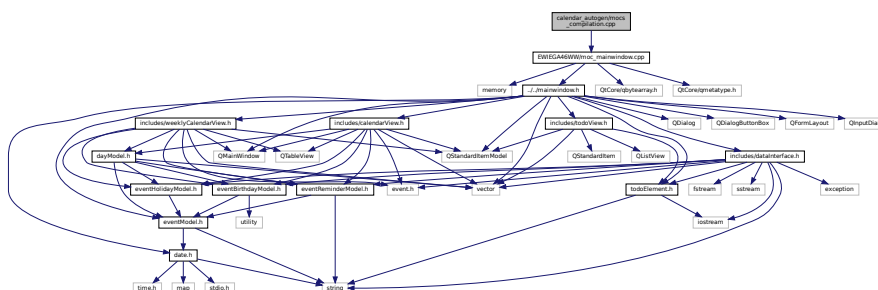 calendar_autogen/mocs
_compilation.cpp
EWIEGA46WW/moc_mainwindow.cpp
memory
../../mainwindow.h
QtCore/qbytearray.h
QtCore/qmetatype.h
includes/weeklyCalendarView.h
includes/calendarView.h
includes/todoView.h
QDialog
QDialogButtonBox
QFormLayout
QInputDia
dayModel.h
QMainWindow
QTableView
QStandardItemModel
QStandardItem
QListView
includes/dataInterface.h
eventHolidayModel.h
eventBirthdayModel.h
eventReminderModel.h
event.h
vector
todoElement.h
fstream
sstream
exception
eventModel.h
utility
iostream
date.h
time.h
map
stdio.h
string